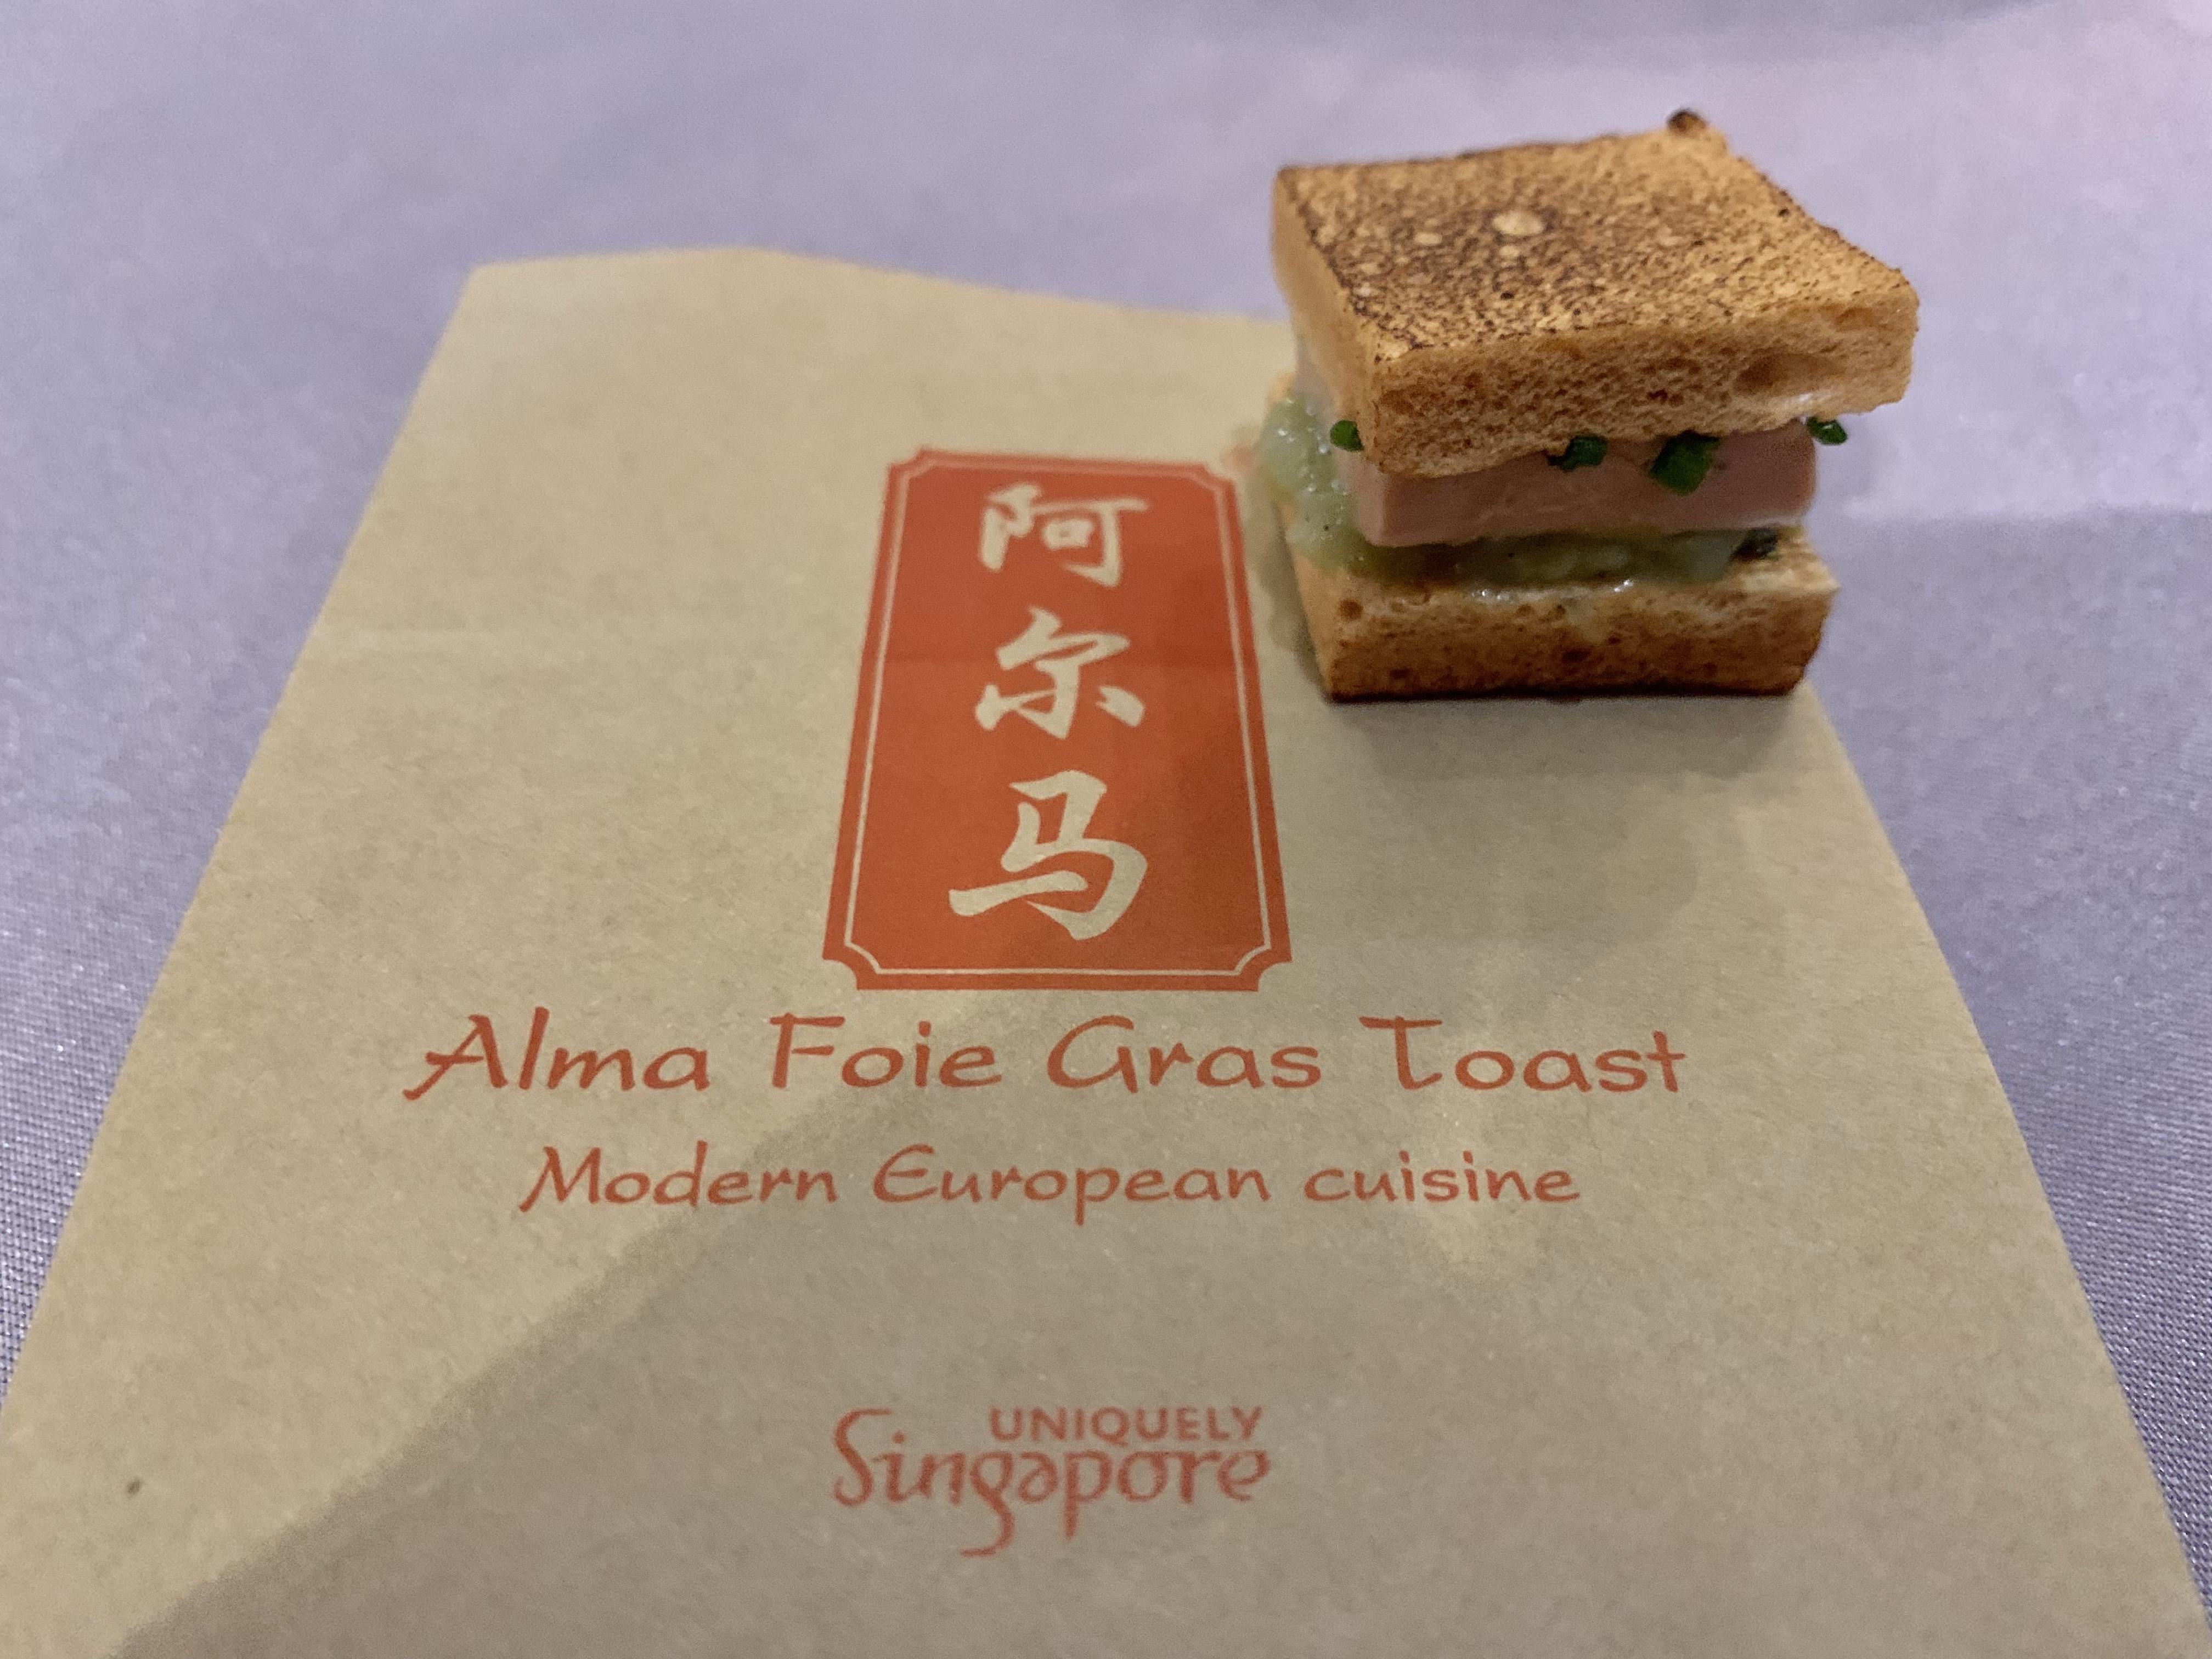 阿尔马
Alma Foie Gras Toast
Modern European cuisine
UNIQUELY
Singapore